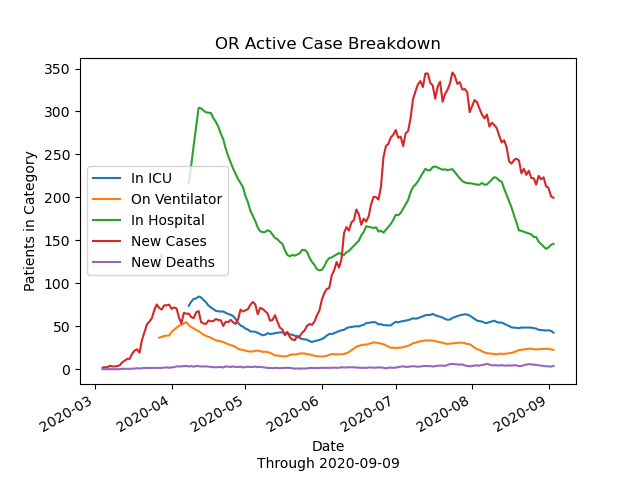 OR Active Case Breakdown
350
300
250
200
150
100
50
0
Patients in Category
In ICU
On Ventilator
In Hospital
New Cases
New Deaths
2020-03
2020-04
2020-05
2020-06
2020-07
2020-08
2020-09
Date
Through 2020-09-09